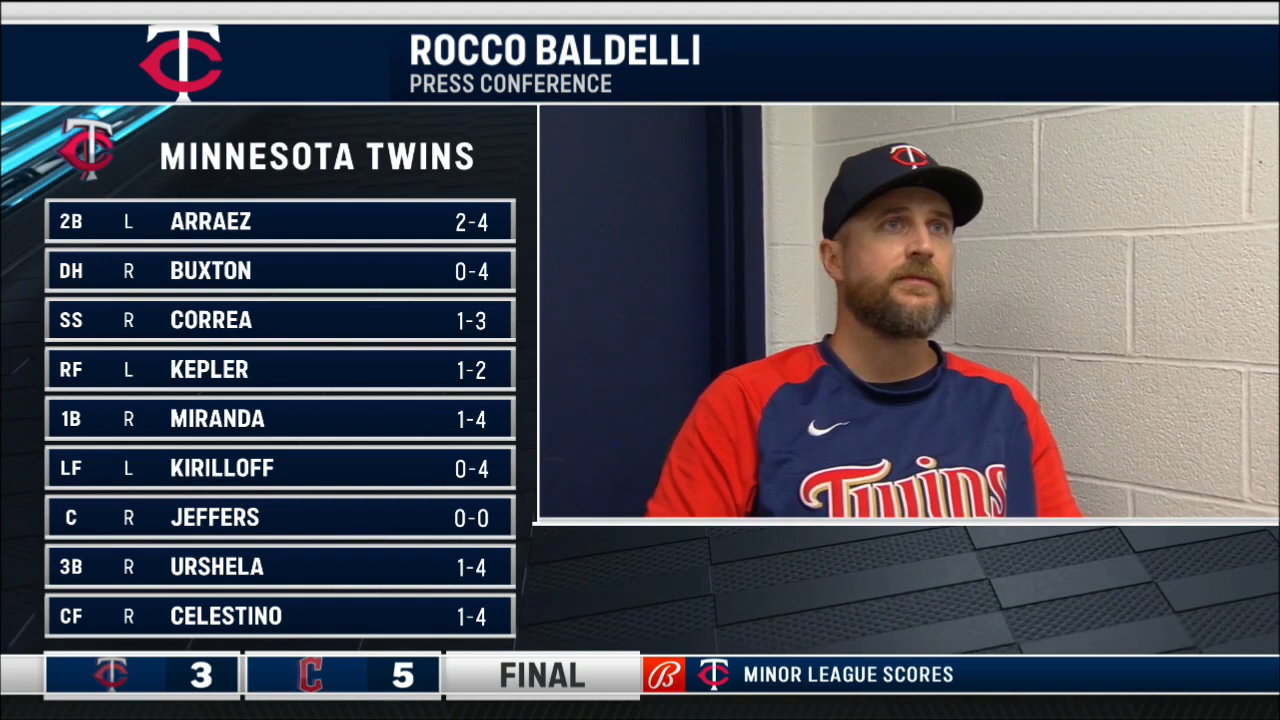 ROCCO BALDELLI
PRESS CONFERENCE
MINNESOTA TWINS
2B L ARRAEZ 2-4
DH R BUXTON 0-4
SS R CORREA 1-3
RF L KEPLER 1-2
1B R MIRANDA 1-4
LF L KIRILLOFF 0-4
C R JEFFERS 0-0
3B R URSHELA 1-4
CF R CELESTINO 1-4
Twins
TC 3 C 5 FINAL B TC MINOR LEAGUE SCORES